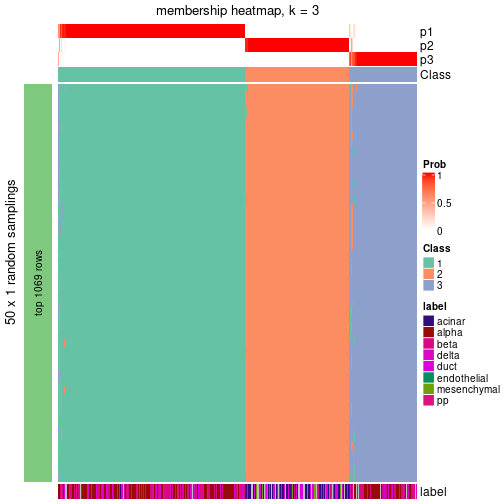 membership heatmap, k = 3
p1
p2
p3
Class
50 x 1 random samplings
top 1069 rows
Prob
1
0.5
0
Class
1
2
3
label
acinar
alpha
beta
delta
duct
endothelial
mesenchymal
pp
label